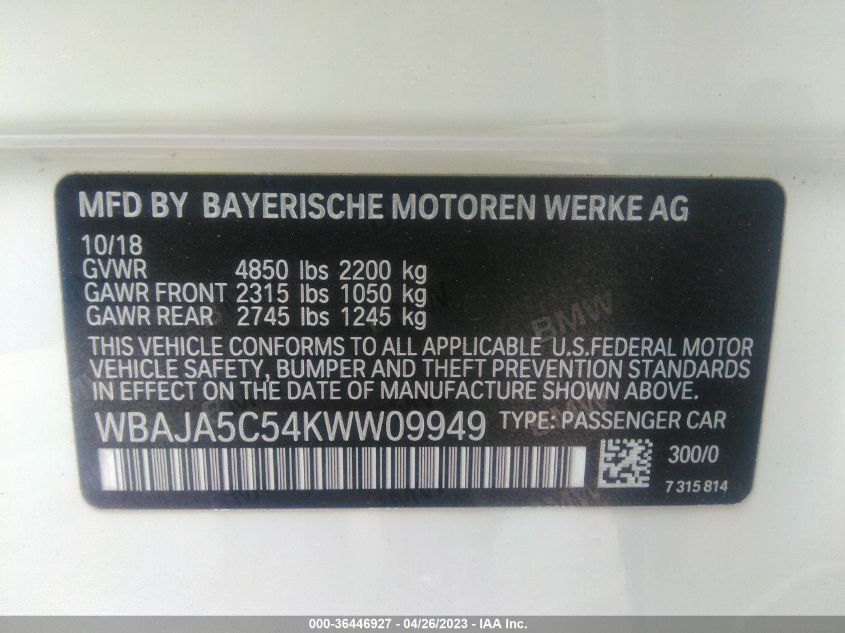 MFD BY BAYERISCHE MOTOREN WERKE AG
10/18
GVWR 4850 lbs 2200 kg
GAWR FRONT 2315 lbs 1050 kg
GAWR REAR 2745 lbs 1245 kg
THIS VEHICLE CONFORMS TO ALL APPLICABLE U.S.FEDERAL MOTOR
VEHICLE SAFETY, BUMPER AND THEFT PREVENTION STANDARDS
IN EFFECT ON THE DATE OF MANUFACTURE SHOWN ABOVE.
WBAJA5C54KWW09949 TYPE: PASSENGER CAR
300/0
7 315 814
BMW
000-36446927 - 04/26/2023 - IAA Inc.